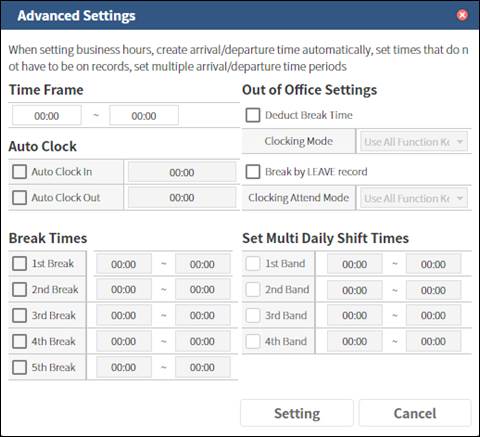 Advanced Settings
When setting business hours, create arrival/departure time automatically, set times that do n
ot have to be on records, set multiple arrival/departure time periods
Time Frame
00:00 ~ 00:00
Auto Clock
Auto Clock In 00:00
Auto Clock Out 00:00
Out of Office Settings
Deduct Break Time
Clocking Mode Use All Function Ke
Break by LEAVE record
Clocking Attend Mode Use All Function Ke
Break Times
1st Break 00:00 ~ 00:00
2nd Break 00:00 ~ 00:00
3rd Break 00:00 ~ 00:00
4th Break 00:00 ~ 00:00
5th Break 00:00 ~ 00:00
Set Multi Daily Shift Times
1st Band 00:00 ~ 00:00
2nd Band 00:00 ~ 00:00
3rd Band 00:00 ~ 00:00
4th Band 00:00 ~ 00:00
Setting
Cancel